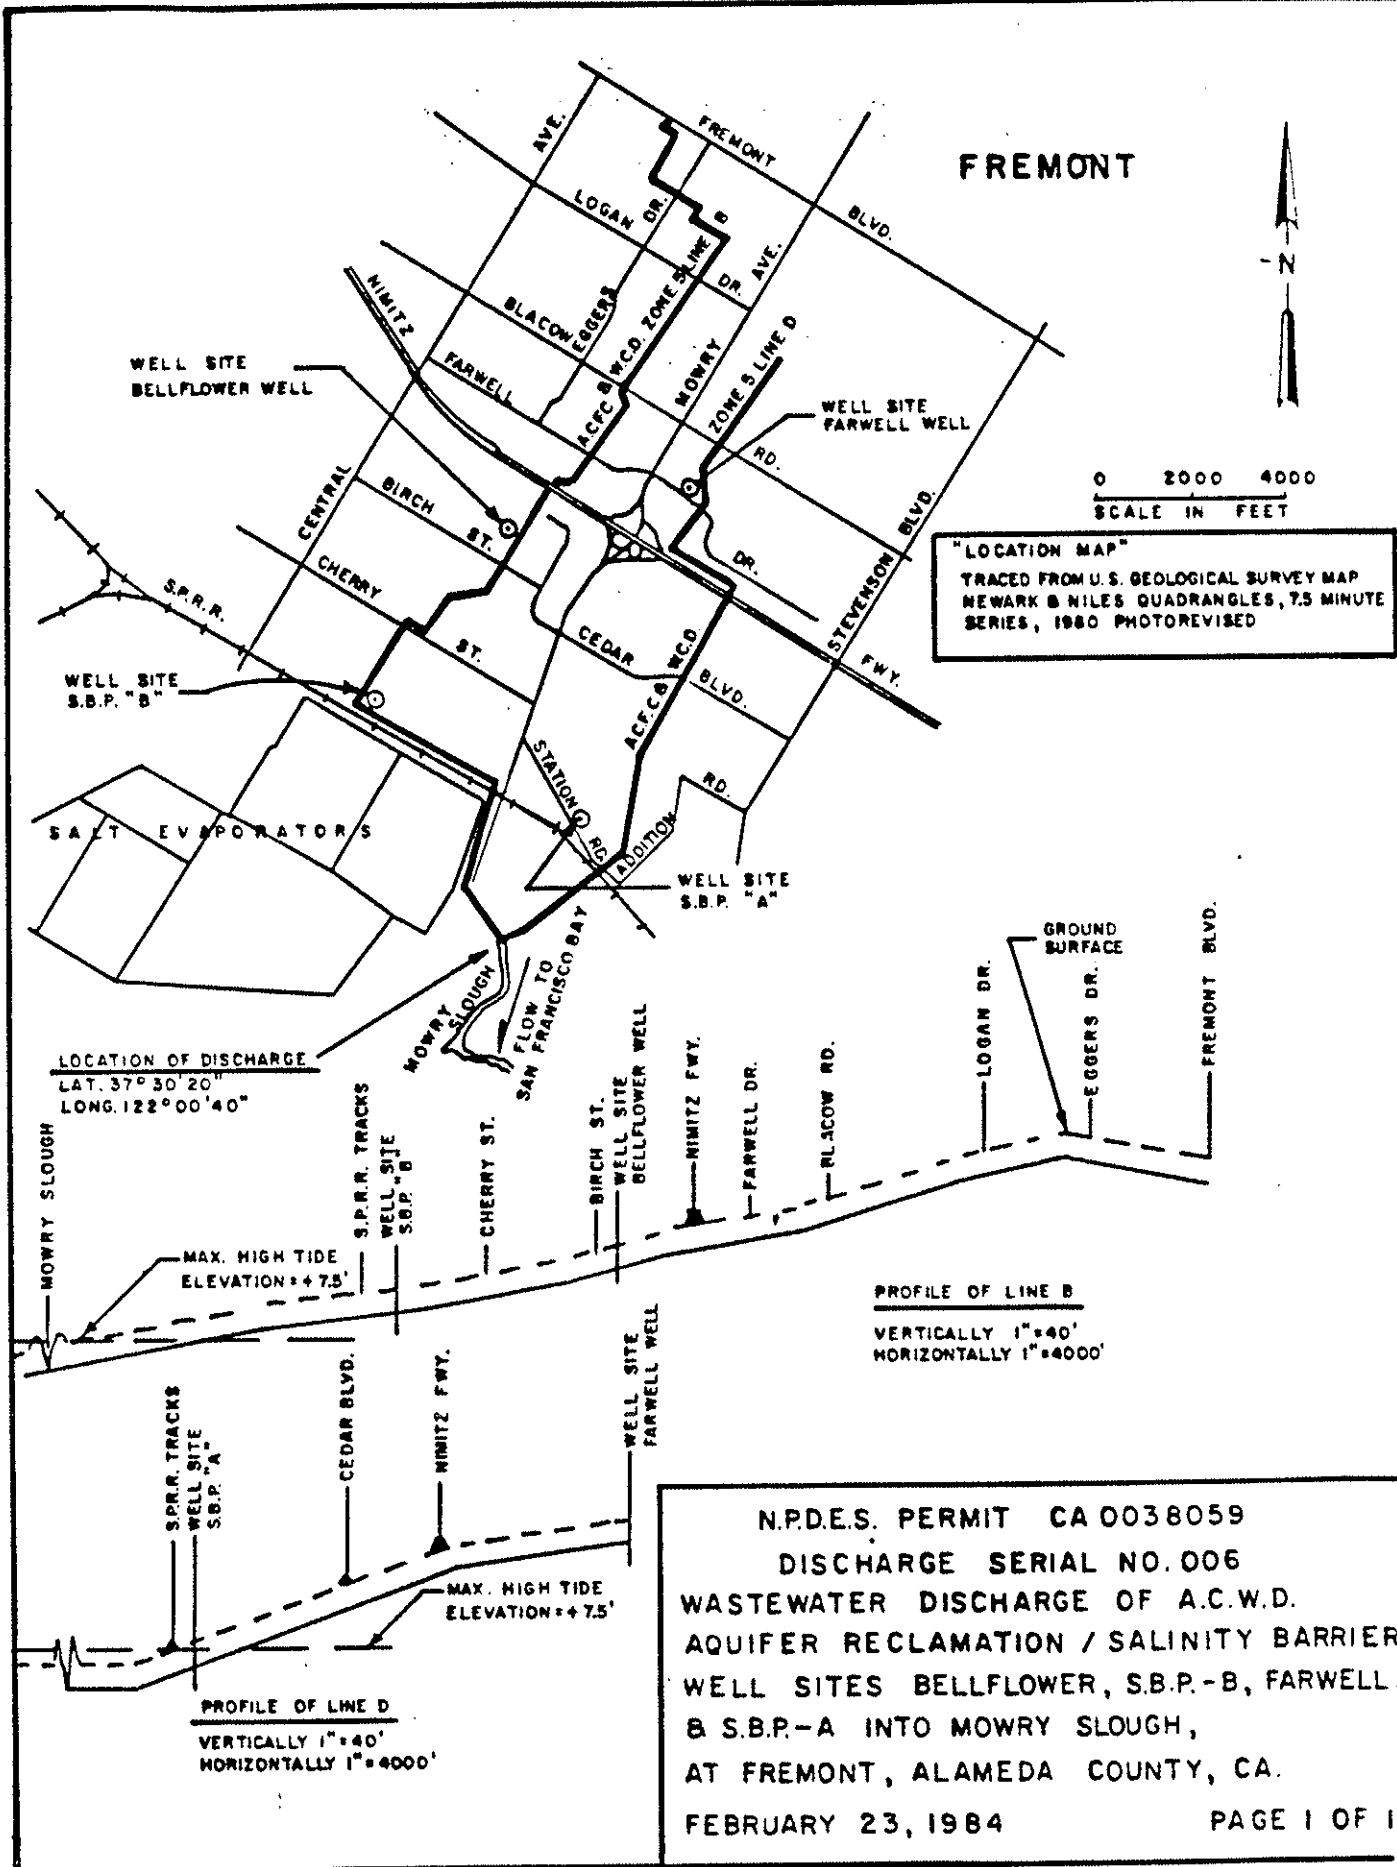 FREMONT
AVE.
FREMONT
BLVD.
LOGAN
DR.
DR.
AVE.
NIMITZ
BLACOW
EGGERS
A.C.F.C. & W.C.D. ZONE 5 LINE B
MOWRY
ZONE 5 LINE D
FARWELL
RD.
WELL SITE
BELLFLOWER WELL
WELL SITE
FARWELL WELL
N
0 2000 4000
SCALE IN FEET
CENTRAL
BIRCH
ST.
CHERRY
ST.
DR.
STEVENSON
BLVD.
FWY.
"LOCATION MAP"
TRACED FROM U.S. GEOLOGICAL SURVEY MAP
NEWARK & NILES QUADRANGLES, 7.5 MINUTE
SERIES, 1980 PHOTOREVISED
S.P.R.R.
CEDAR
BLVD.
A.C.F.C. & W.C.D.
WELL SITE
S.B.P. "B"
STATION
RD.
ADDITION
RD.
SALT EVAPORATORS
WELL SITE
S.B.P. "A"
LOCATION OF DISCHARGE
LAT. 37° 30' 20"
LONG. 122° 00' 40"
MOWRY
SLOUGH
FLOW TO
SAN FRANCISCO BAY
MOWRY SLOUGH
MAX. HIGH TIDE
ELEVATION = + 7.5'
S.P.R.R. TRACKS
WELL SITE
S.B.P. "B"
CHERRY ST.
BIRCH ST.
WELL SITE
BELLFLOWER WELL
NIMITZ FWY.
FARWELL DR.
BLACOW RD.
LOGAN DR.
GROUND
SURFACE
EGGERS DR.
FREMONT BLVD.
PROFILE OF LINE B
VERTICALLY 1"=40'
HORIZONTALLY 1"=4000'
S.P.R.R. TRACKS
WELL SITE
S.B.P. "A"
CEDAR BLVD.
NIMITZ FWY.
WELL SITE
FARWELL WELL
MAX. HIGH TIDE
ELEVATION = + 7.5'
PROFILE OF LINE D
VERTICALLY 1"=40'
HORIZONTALLY 1"=4000'
N.P.D.E.S. PERMIT CA 0038059
DISCHARGE SERIAL NO. 006
WASTEWATER DISCHARGE OF A.C.W.D.
AQUIFER RECLAMATION / SALINITY BARRIER
WELL SITES BELLFLOWER, S.B.P.-B, FARWELL
& S.B.P.-A INTO MOWRY SLOUGH,
AT FREMONT, ALAMEDA COUNTY, CA.
FEBRUARY 23, 1984 PAGE 1 OF 1